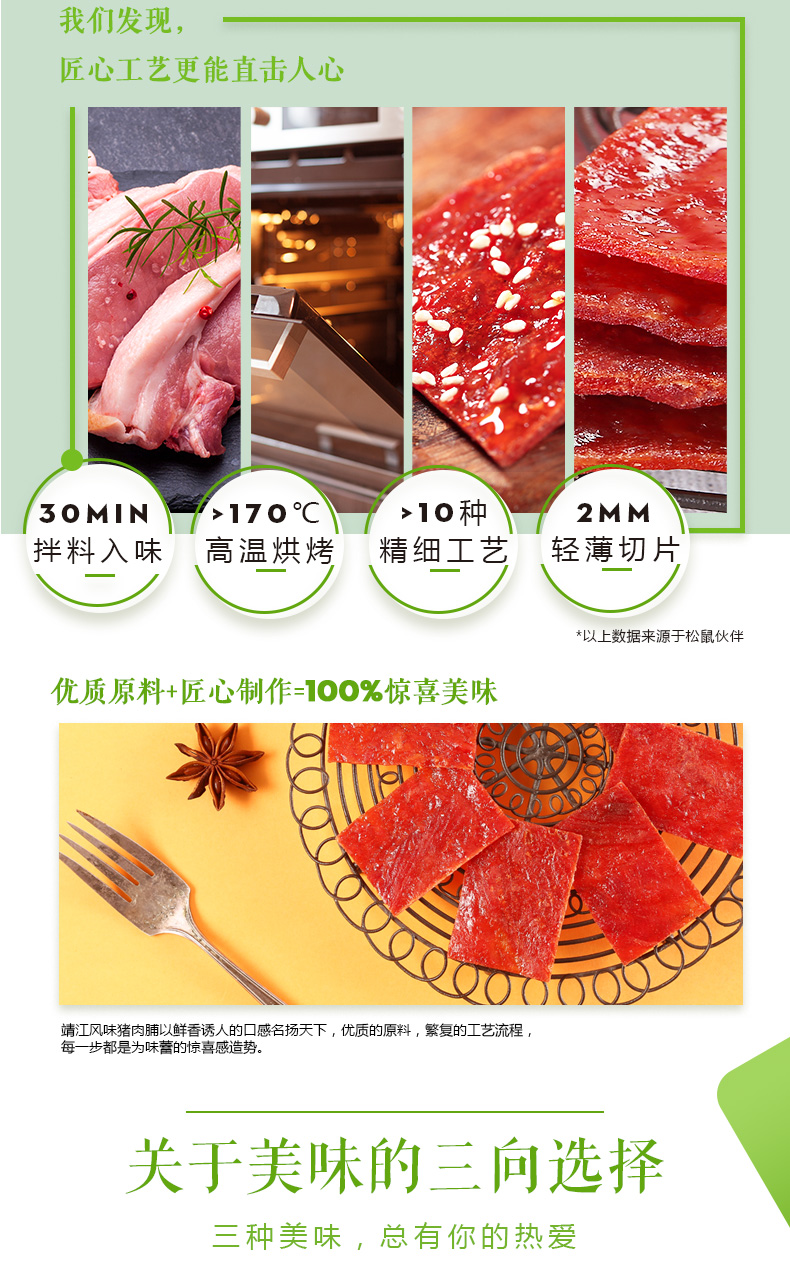 我们发现，
匠心工艺更能直击人心
30MIN
拌料入味
>170℃
高温烘烤
>10种
精细工艺
2MM
轻薄切片
*以上数据来源于松鼠伙伴
优质原料+匠心制作=100%惊喜美味
靖江风味猪肉脯以鲜香诱人的口感名扬天下，优质的原料，繁复的工艺流程，
每一步都是为味蕾的惊喜感造势。
关于美味的三向选择
三种美味，总有你的热爱